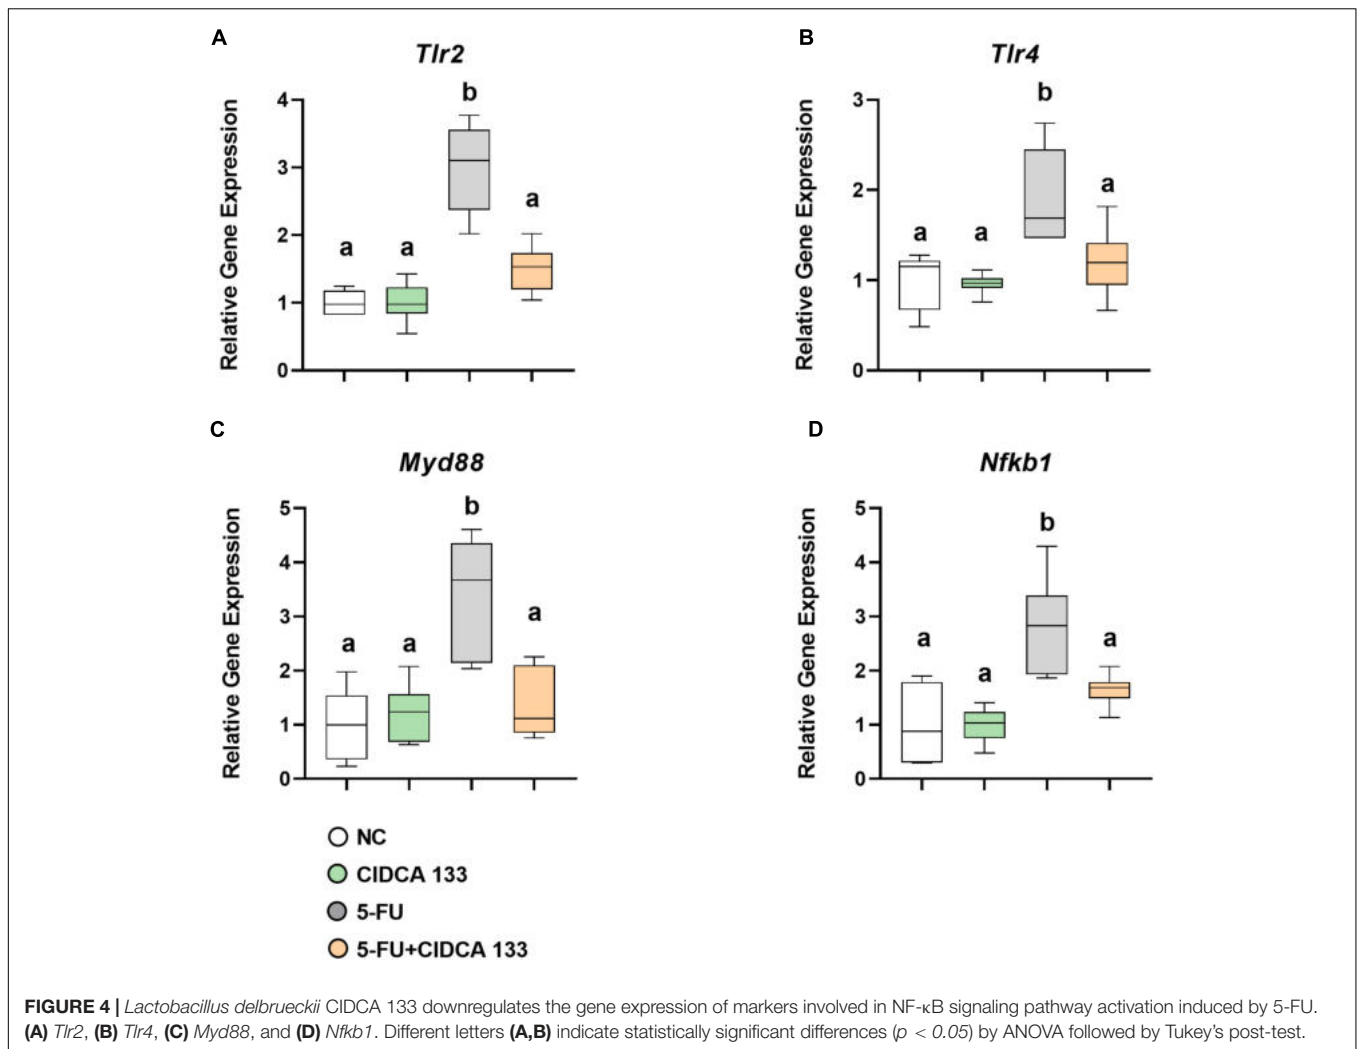 A
Tlr2
Relative Gene Expression
4
3
2
1
0
a
a
b
a
B
Tlr4
Relative Gene Expression
3
2
1
0
a
a
b
a
C
Myd88
Relative Gene Expression
5
4
3
2
1
0
a
a
b
a
D
Nfkb1
Relative Gene Expression
5
4
3
2
1
0
a
a
b
a
NC
CIDCA 133
5-FU
5-FU+CIDCA 133
FIGURE 4 | Lactobacillus delbrueckii CIDCA 133 downregulates the gene expression of markers involved in NF-κB signaling pathway activation induced by 5-FU.
(A) Tlr2, (B) Tlr4, (C) Myd88, and (D) Nfkb1. Different letters (A,B) indicate statistically significant differences (p < 0.05) by ANOVA followed by Tukey's post-test.